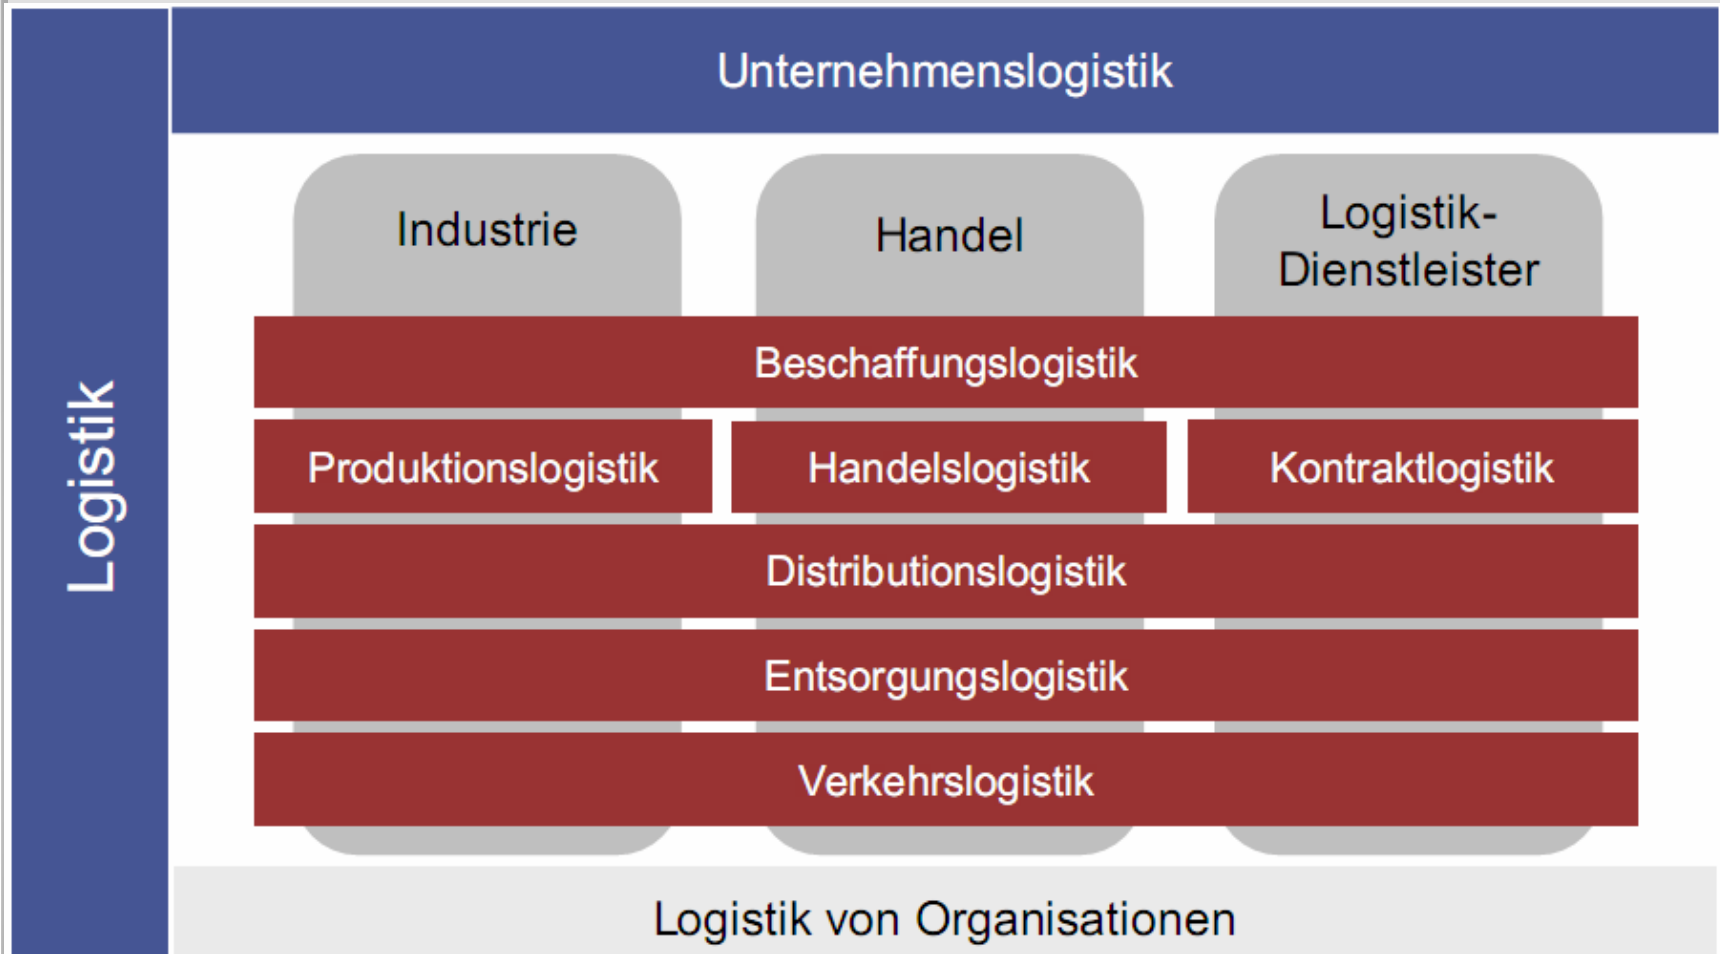 Logistik
Unternehmenslogistik
Industrie
Handel
Logistik-
Dienstleister
Beschaffungslogistik
Produktionslogistik
Handelslogistik
Kontraktlogistik
Distributionslogistik
Entsorgungslogistik
Verkehrslogistik
Logistik von Organisationen